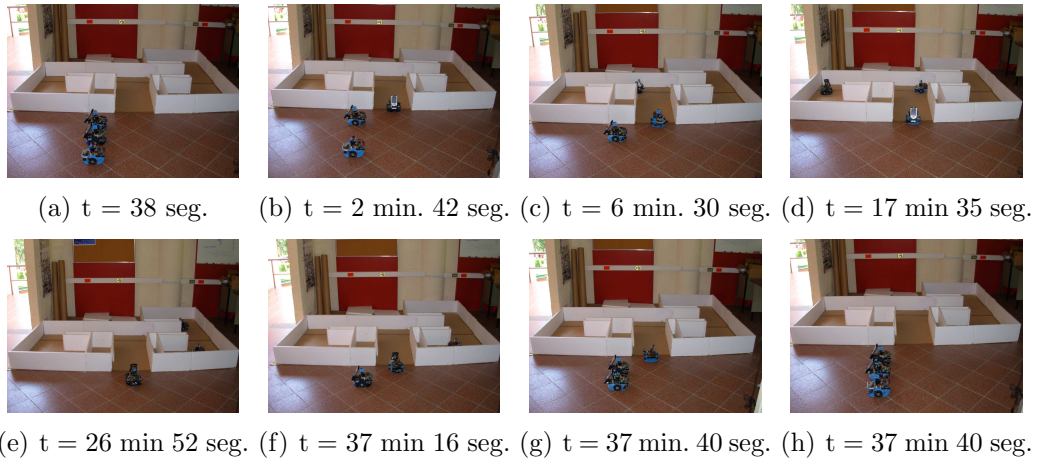 (a) t = 38 seg.
(b) t = 2 min. 42 seg.
(c) t = 6 min. 30 seg.
(d) t = 17 min 35 seg.
(e) t = 26 min 52 seg.
(f) t = 37 min 16 seg.
(g) t = 37 min. 40 seg.
(h) t = 37 min 40 seg.